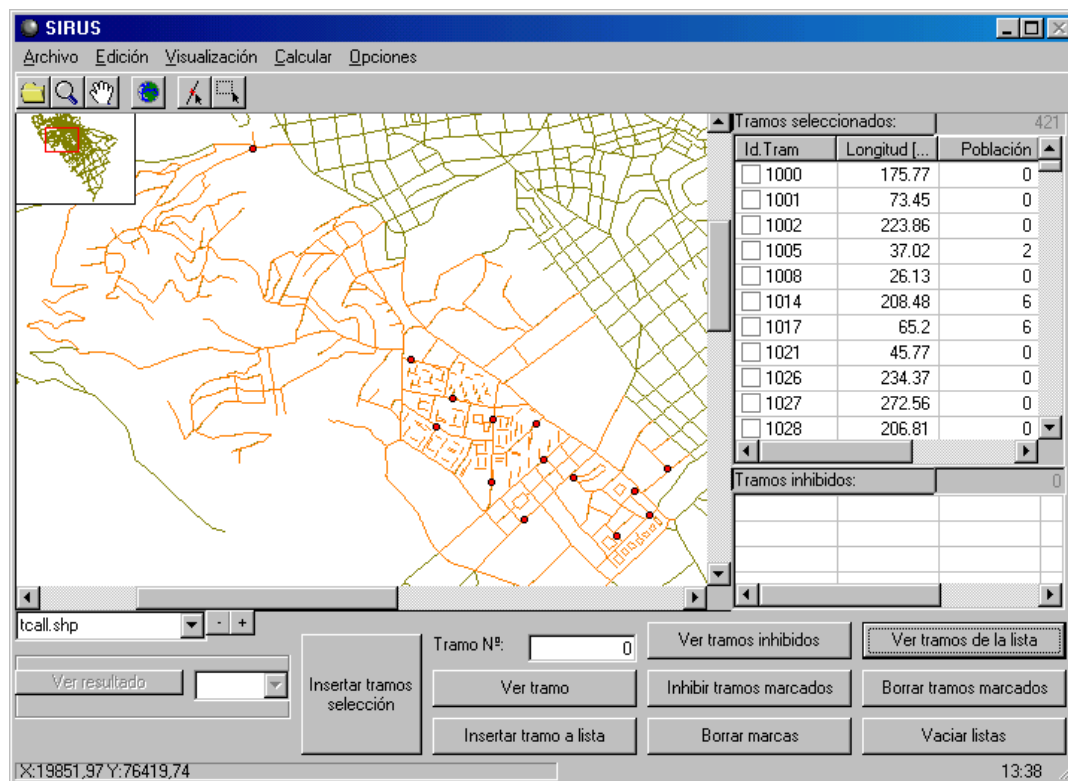 SIRUS
Archivo Edición Visualización Calcular Opciones
Tramos seleccionados: 421
Id.Tram Longitud [... Población
1000 175.77 0
1001 73.45 0
1002 223.86 0
1005 37.02 2
1008 26.13 0
1014 208.48 6
1017 65.2 6
1021 45.77 0
1026 234.37 0
1027 272.56 0
1028 206.81 0
Tramos inhibidos: 0
tcall.shp - +
Ver resultado
Insertar tramos selección
Tramo Nº: 0
Ver tramo
Insertar tramo a lista
Ver tramos inhibidos
Inhibir tramos marcados
Borrar marcas
Ver tramos de la lista
Borrar tramos marcados
Vaciar listas
X:19851,97 Y:76419,74 13:38